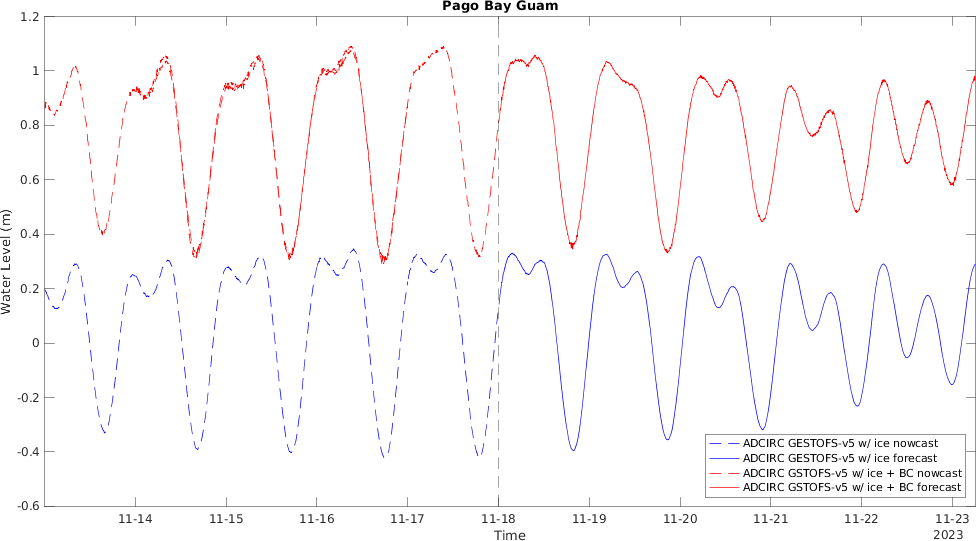 Pago Bay Guam
1.2
1
0.8
0.6
0.4
0.2
0
-0.2
-0.4
-0.6
Water Level (m)
ADCIRC GESTOFS-v5 w/ ice nowcast
ADCIRC GESTOFS-v5 w/ ice forecast
ADCIRC GSTOFS-v5 w/ ice + BC nowcast
ADCIRC GSTOFS-v5 w/ ice + BC forecast
11-14 11-15 11-16 11-17 11-18 11-19 11-20 11-21 11-22 11-23
Time 2023